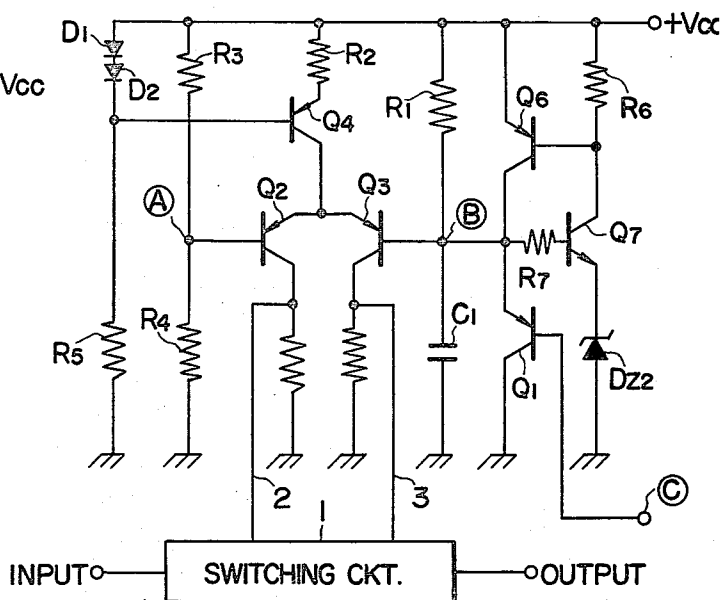 +Vcc
Vcc
D1
D2
R3
R2
Q4
R1
Q6
R6
A
Q2
Q3
B
Q7
R7
R5
R4
C1
Q1
DZ2
C
2
1
3
INPUT
SWITCHING CKT.
OUTPUT